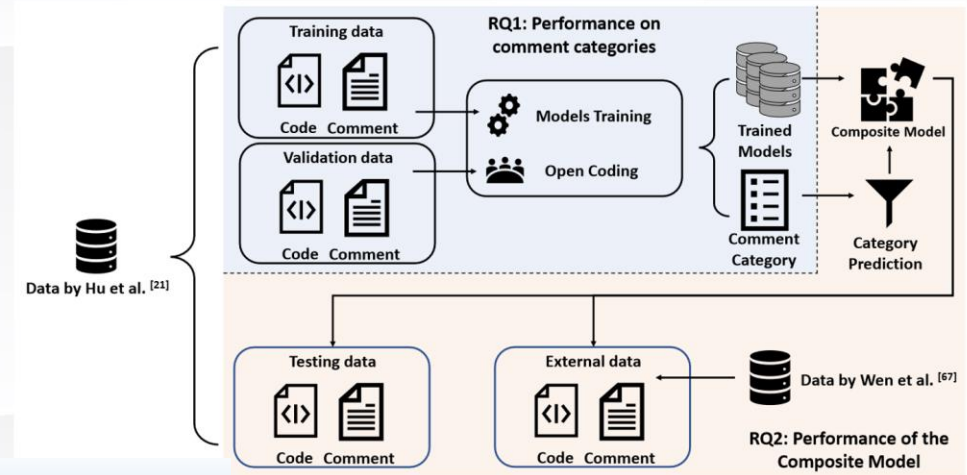 RQ1: Performance on
comment categories
Training data
Code Comment
Validation data
Code Comment
Models Training
Open Coding
Trained
Models
Comment
Category
Composite Model
Category
Prediction
Data by Hu et al. [21]
Testing data
Code Comment
External data
Code Comment
Data by Wen et al. [67]
RQ2: Performance of the
Composite Model